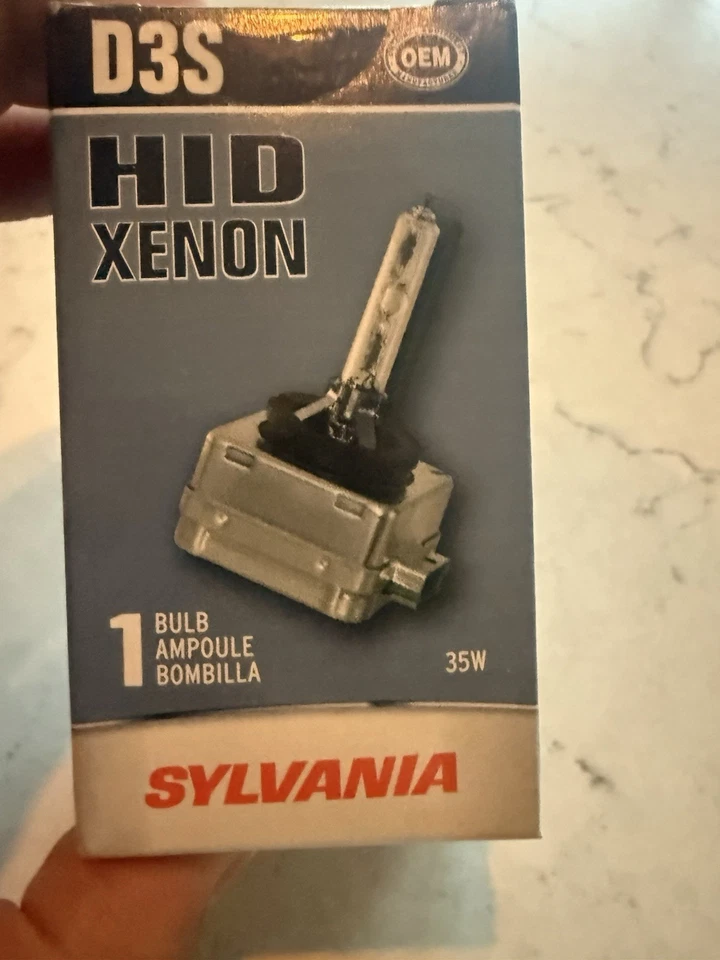 D3S
OEM
HID
XENON
1
BULB
AMPOULE
BOMBILLA
35W
SYLVANIA